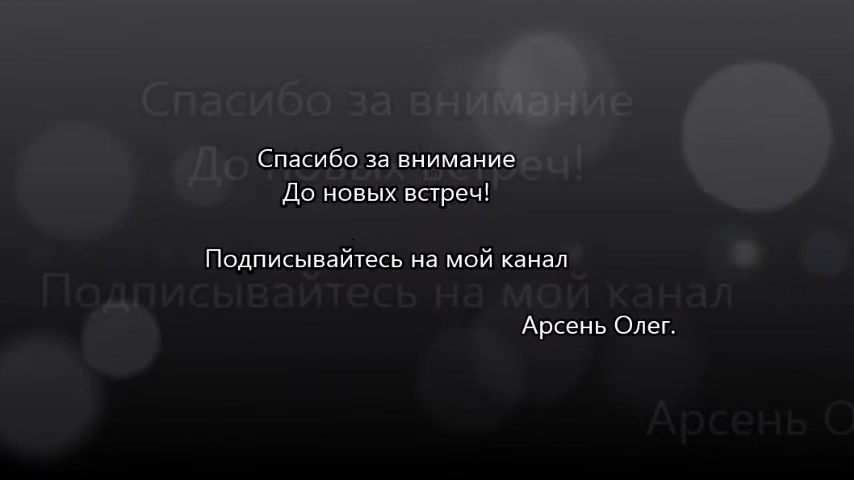 Спасибо за внимание
До новых встреч!
Подписывайтесь на мой канал
Арсень Олег.